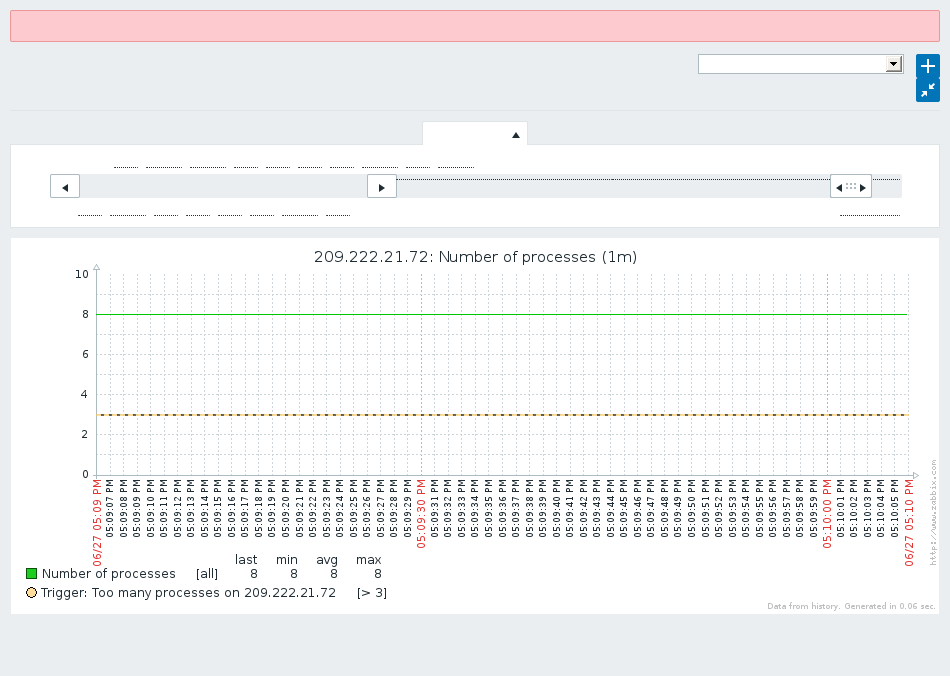 209.222.21.72: Number of processes (1m)
10
8
6
4
2
0
06/27 05:09 PM
05:09:07 PM
05:09:08 PM
05:09:09 PM
05:09:10 PM
05:09:11 PM
05:09:12 PM
05:09:13 PM
05:09:14 PM
05:09:15 PM
05:09:16 PM
05:09:17 PM
05:09:18 PM
05:09:19 PM
05:09:20 PM
05:09:21 PM
05:09:22 PM
05:09:23 PM
05:09:24 PM
05:09:25 PM
05:09:26 PM
05:09:27 PM
05:09:28 PM
05:09:29 PM
05:09:30 PM
05:09:31 PM
05:09:32 PM
05:09:33 PM
05:09:34 PM
05:09:35 PM
05:09:36 PM
05:09:37 PM
05:09:38 PM
05:09:39 PM
05:09:40 PM
05:09:41 PM
05:09:42 PM
05:09:43 PM
05:09:44 PM
05:09:45 PM
05:09:46 PM
05:09:47 PM
05:09:48 PM
05:09:49 PM
05:09:50 PM
05:09:51 PM
05:09:52 PM
05:09:53 PM
05:09:54 PM
05:09:55 PM
05:09:56 PM
05:09:57 PM
05:09:58 PM
05:09:59 PM
05:10:00 PM
05:10:01 PM
05:10:02 PM
05:10:03 PM
05:10:04 PM
05:10:05 PM
06/27 05:10 PM
http://www.zabbix.com
last min avg max
Number of processes [all] 8 8 8 8
Trigger: Too many processes on 209.222.21.72 [> 3]
Data from history. Generated in 0.06 sec.